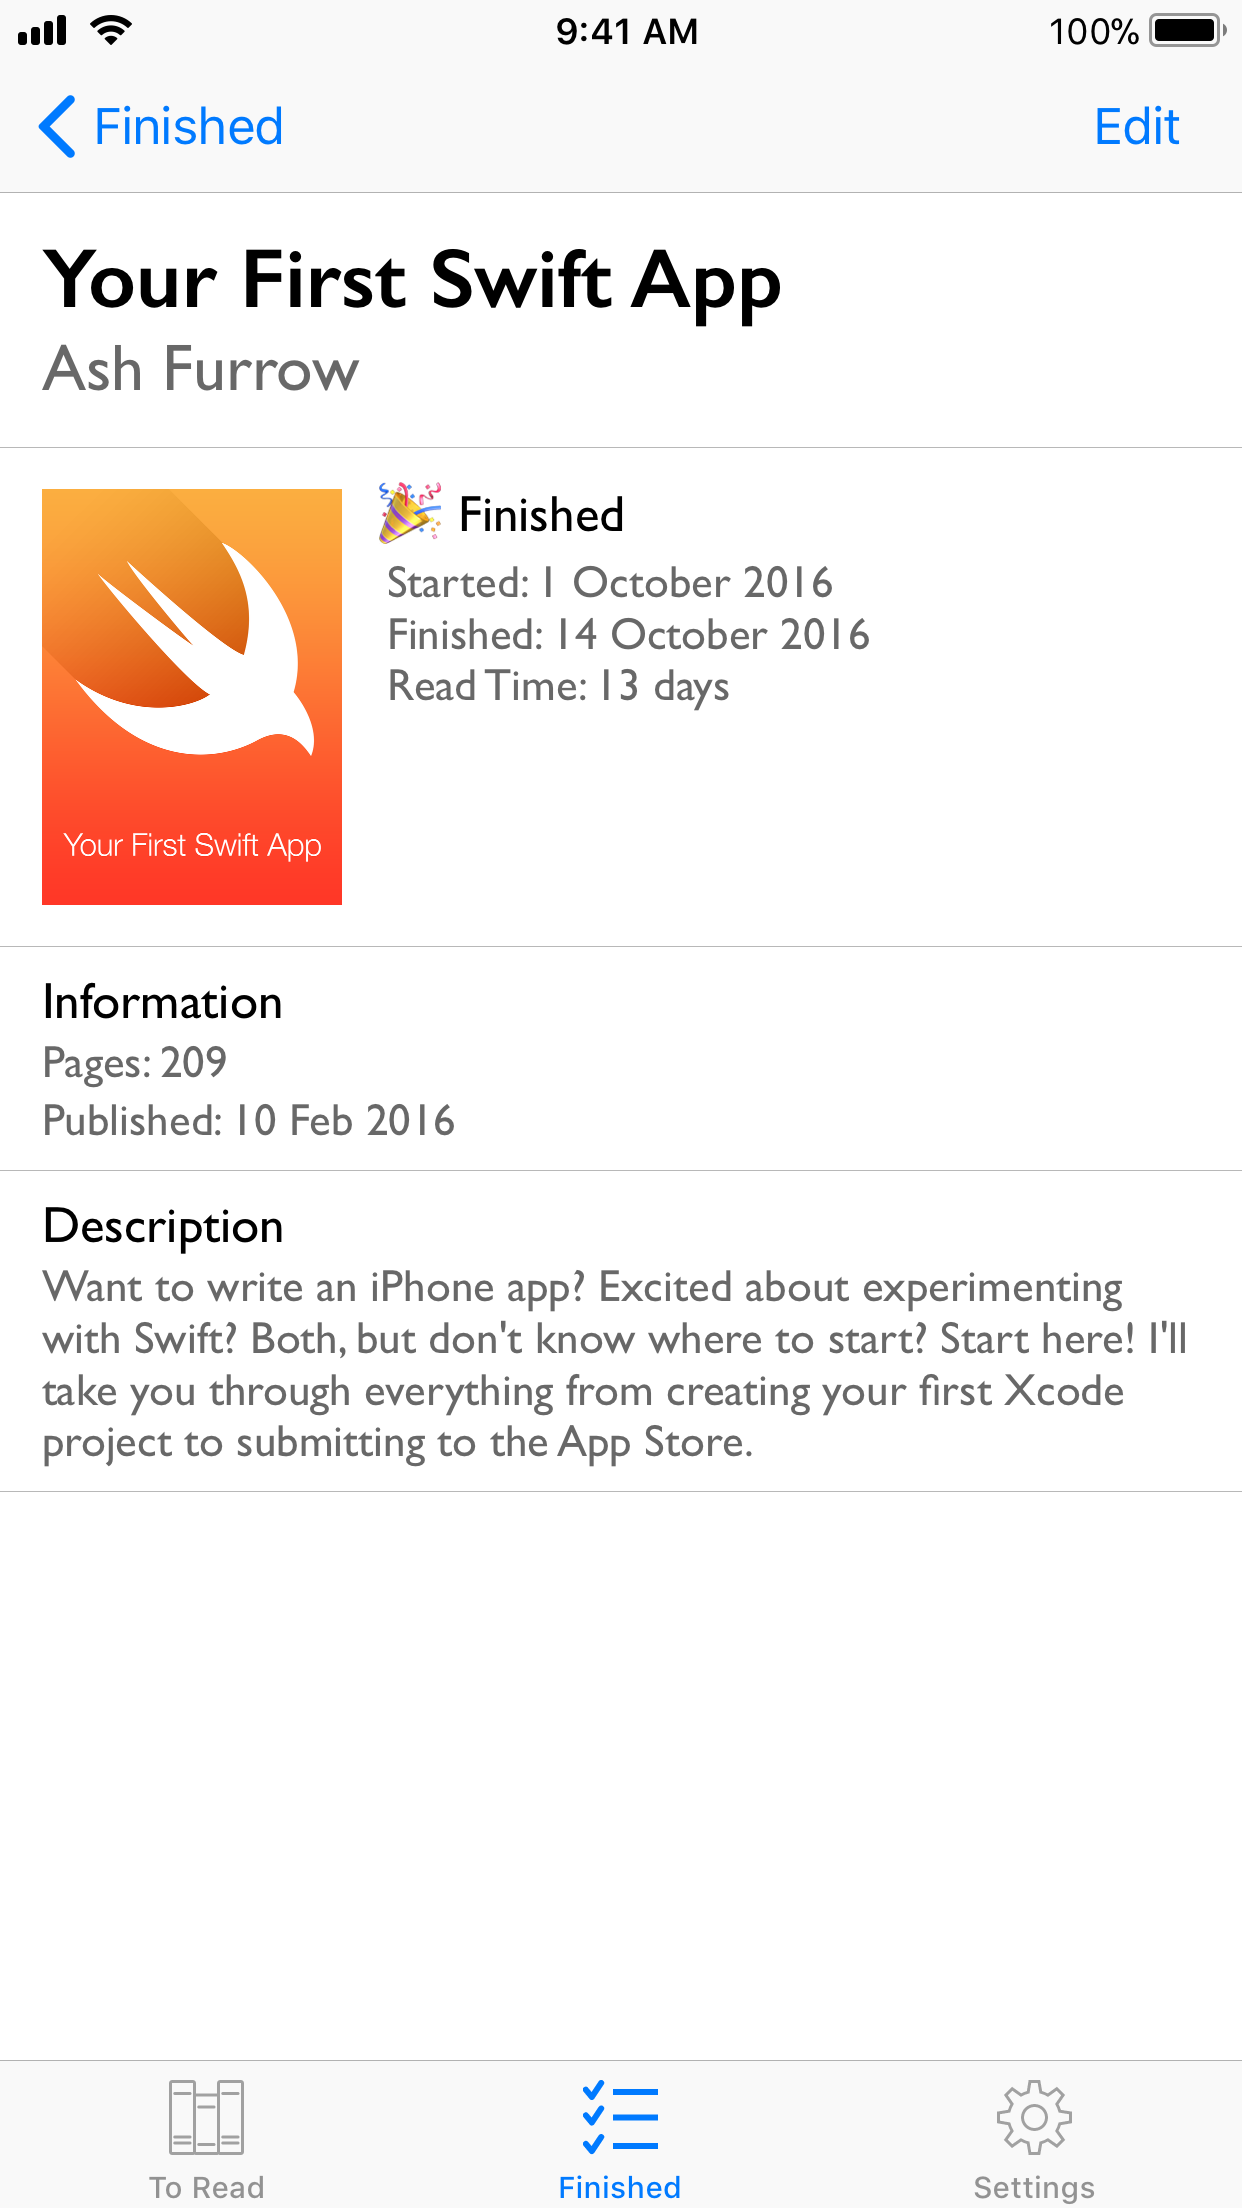 9:41 AM
100%
Finished
Edit
Your First Swift App
Ash Furrow
🎉 Finished
Started: 1 October 2016
Finished: 14 October 2016
Read Time: 13 days
Your First Swift App
Information
Pages: 209
Published: 10 Feb 2016
Description
Want to write an iPhone app? Excited about experimenting
with Swift? Both, but don't know where to start? Start here! I'll
take you through everything from creating your first Xcode
project to submitting to the App Store.
To Read
Finished
Settings